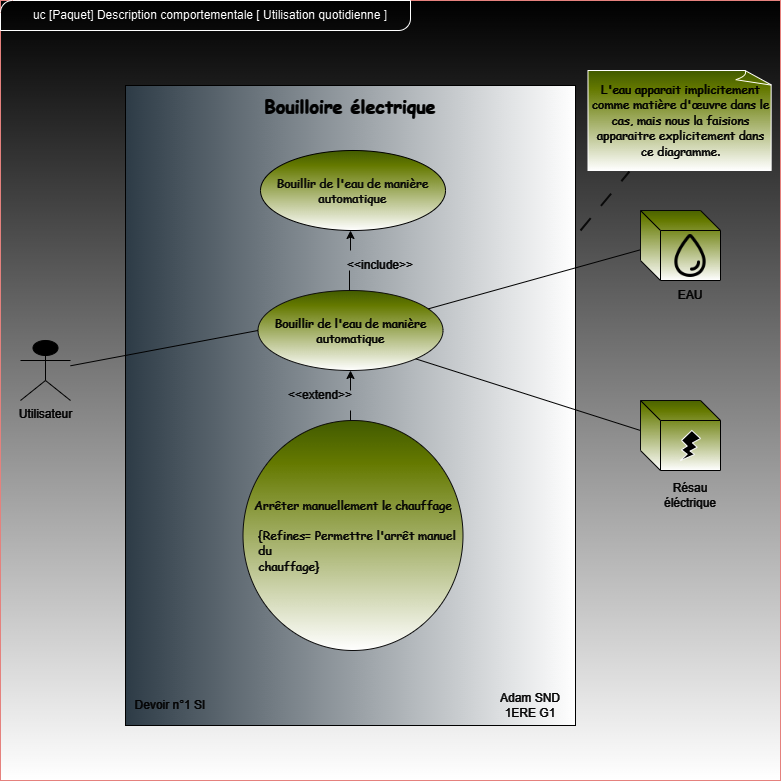 uc [Paquet] Description comportementale [ Utilisation quotidienne ]
L'eau apparait implicitement
comme matière d'œuvre dans le
cas, mais nous la faisions
apparaitre explicitement dans
ce diagramme.
Bouilloire électrique
Bouillir de l'eau de manière
automatique
<<include>>
EAU
Bouillir de l'eau de manière
automatique
Utilisateur
<<extend>>
Résau
éléctrique
Arrêter manuellement le chauffage
{Refines= Permettre l'arrêt manuel
du
chauffage}
Devoir n°1 SI
Adam SND
1ERE G1